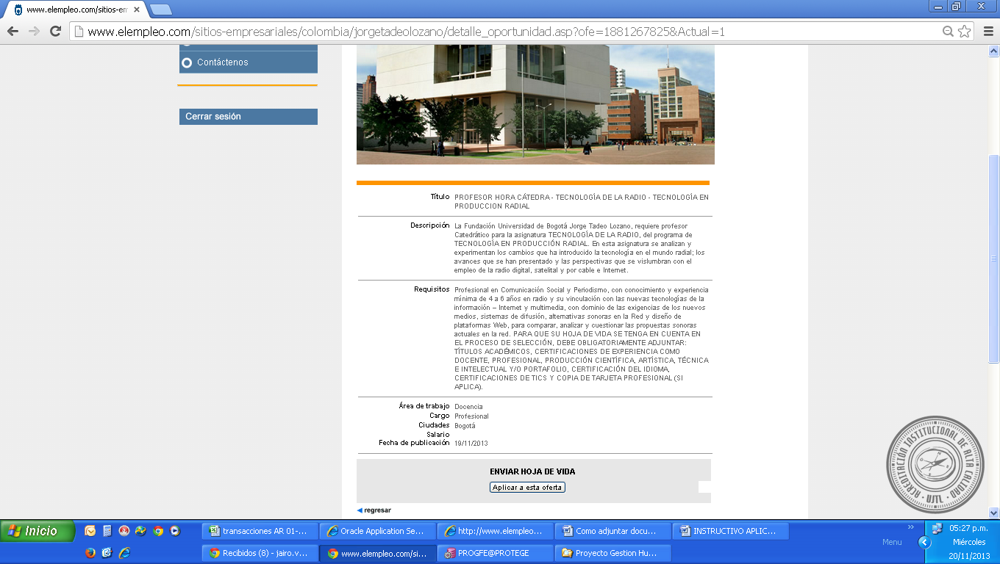 www.elempleo.com/sitios-em
www.elempleo.com/sitios-empresariales/colombia/jorgetadeolozano/detalle_oportunidad.asp?ofe=1881267825&Actual=1
Contáctenos
Cerrar sesión
Título PROFESOR HORA CÁTEDRA - TECNOLOGÍA DE LA RADIO - TECNOLOGÍA EN
PRODUCCION RADIAL
Descripción La Fundación Universidad de Bogotá Jorge Tadeo Lozano, requiere profesor
Catedrático para la asignatura TECNOLOGÍA DE LA RADIO, del programa de
TECNOLOGÍA EN PRODUCCIÓN RADIAL. En esta asignatura se analizan y
experimentan los cambios que ha introducido la tecnología en el mundo radial; los
avances que se han presentado y las perspectivas que se vislumbran con el
empleo de la radio digital, satelital y por cable e Internet.
Requisitos Profesional en Comunicación Social y Periodismo, con conocimiento y experiencia
mínima de 4 a 6 años en radio y su vinculación con las nuevas tecnologías de la
información – Internet y multimedia, con dominio de las exigencias de los nuevos
medios, sistemas de difusión, alternativas sonoras en la Red y diseño de
plataformas Web, para comparar, analizar y cuestionar las propuestas sonoras
actuales en la red. PARA QUE SU HOJA DE VIDA SE TENGA EN CUENTA EN
EL PROCESO DE SELECCIÓN, DEBE OBLIGATORIAMENTE ADJUNTAR:
TÍTULOS ACADÉMICOS, CERTIFICACIONES DE EXPERIENCIA COMO
DOCENTE, PROFESIONAL, PRODUCCIÓN CIENTÍFICA, ARTÍSTICA, TÉCNICA
E INTELECTUAL Y/O PORTAFOLIO, CERTIFICACIÓN DEL IDIOMA,
CERTIFICACIONES DE TICS Y COPIA DE TARJETA PROFESIONAL (SI
APLICA).
Área de trabajo Docencia
Cargo Profesional
Ciudades Bogotá
Salario
Fecha de publicación 19/11/2013
ENVIAR HOJA DE VIDA
Aplicar a esta oferta
regresar
ACREDITACIÓN INSTITUCIONAL DE ALTA CALIDAD · UJTL ·
Inicio
transacciones AR 01-...
Oracle Application Se...
http://www.elempleo...
Como adjuntar docu...
INSTRUCTIVO APLIC...
»
05:27 p.m.
Recibidos (8) - jairo.v...
www.elempleo.com/si...
PROGFE@PROTEGE
Proyecto Gestion Hu...
Menu
Miércoles
20/11/2013